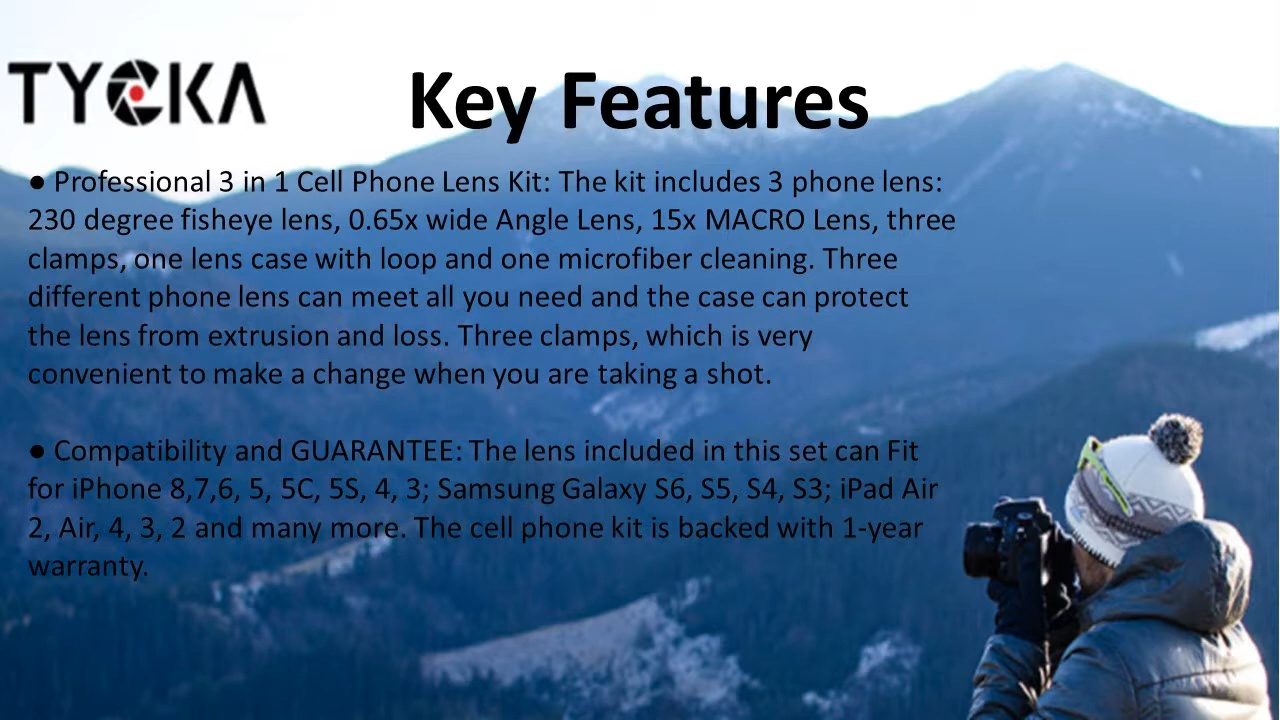 TYCKA
Key Features
● Professional 3 in 1 Cell Phone Lens Kit: The kit includes 3 phone lens:
230 degree fisheye lens, 0.65x wide Angle Lens, 15x MACRO Lens, three
clamps, one lens case with loop and one microfiber cleaning. Three
different phone lens can meet all you need and the case can protect
the lens from extrusion and loss. Three clamps, which is very
convenient to make a change when you are taking a shot.
● Compatibility and GUARANTEE: The lens included in this set can Fit
for iPhone 8,7,6, 5, 5C, 5S, 4, 3; Samsung Galaxy S6, S5, S4, S3; iPad Air
2, Air, 4, 3, 2 and many more. The cell phone kit is backed with 1-year
warranty.